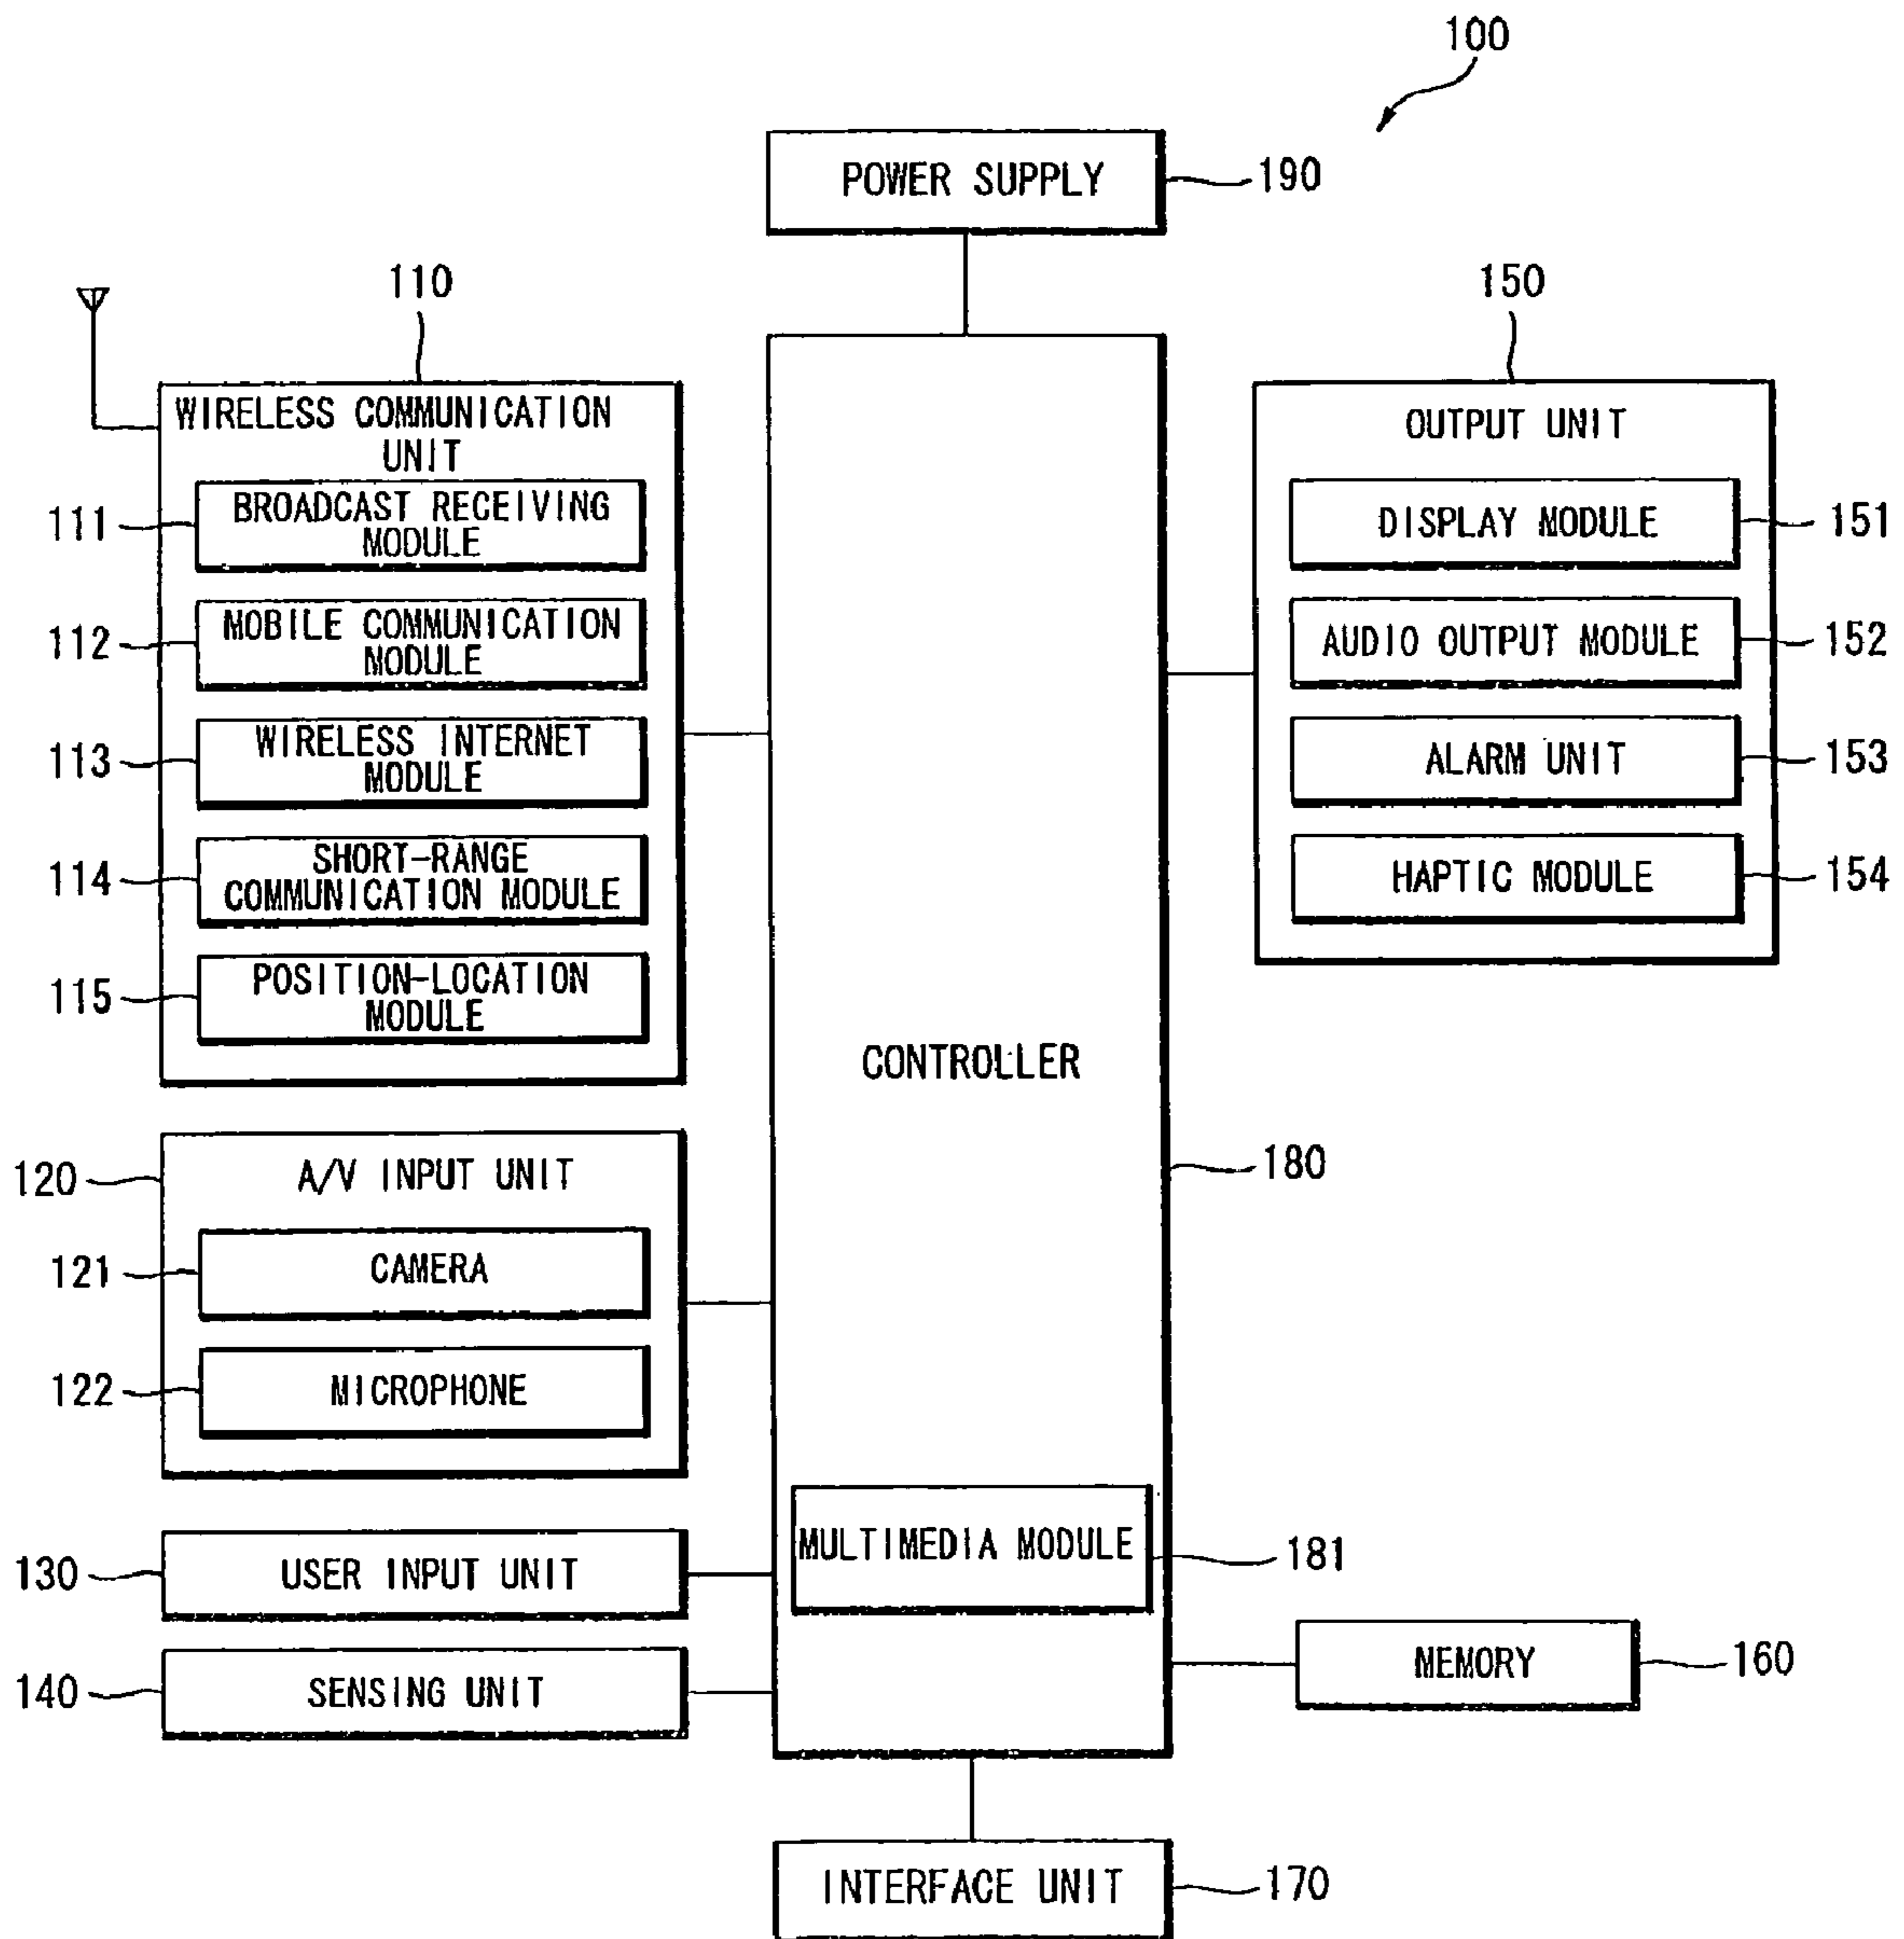 100
POWER SUPPLY
190
110
150
WIRELESS COMMUNICATION
UNIT
111
BROADCAST RECEIVING
MODULE
112
MOBILE COMMUNICATION
MODULE
113
WIRELESS INTERNET
MODULE
114
SHORT-RANGE
COMMUNICATION MODULE
115
POSITION-LOCATION
MODULE
OUTPUT UNIT
DISPLAY MODULE
151
AUDIO OUTPUT MODULE
152
ALARM UNIT
153
HAPTIC MODULE
154
CONTROLLER
180
120
A/V INPUT UNIT
121
CAMERA
122
MICROPHONE
MULTIMEDIA MODULE
181
130
USER INPUT UNIT
140
SENSING UNIT
MEMORY
160
INTERFACE UNIT
170